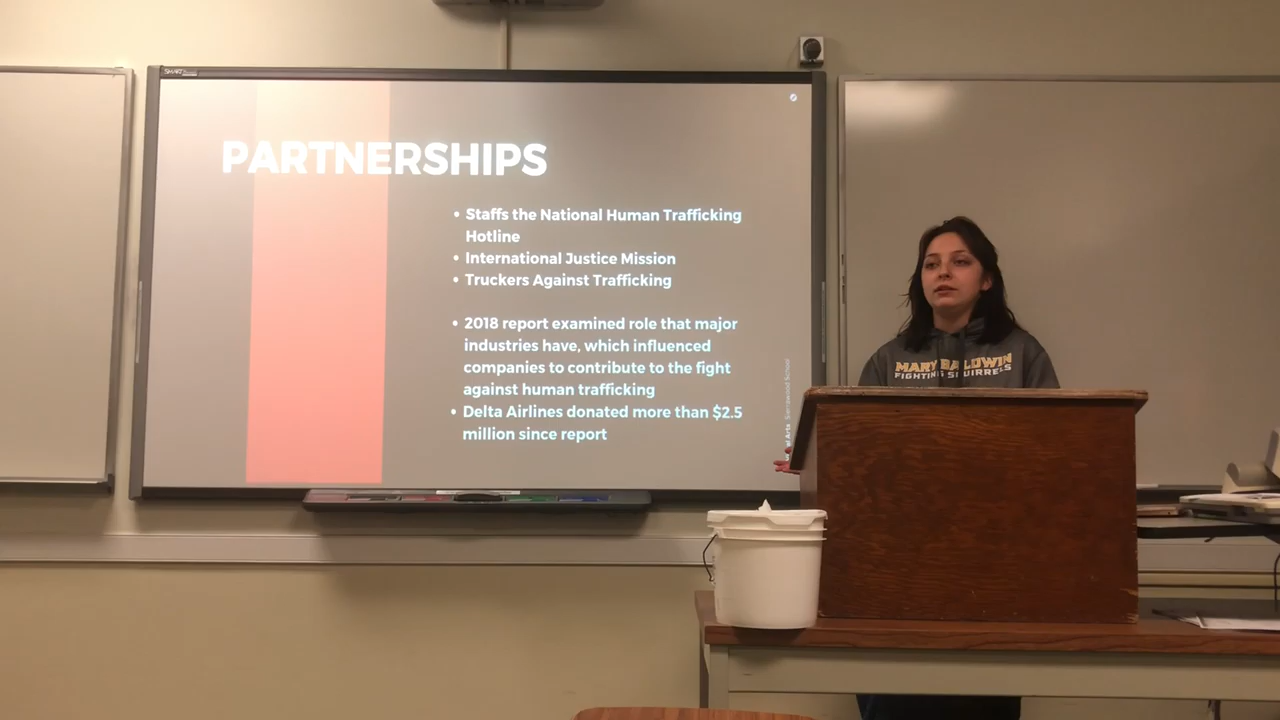 SMART
PARTNERSHIPS
• Staffs the National Human Trafficking
Hotline
• International Justice Mission
• Truckers Against Trafficking
• 2018 report examined role that major
industries have, which influenced
companies to contribute to the fight
against human trafficking
• Delta Airlines donated more than $2.5
million since report
MARY BALDWIN
FIGHTING SQUIRRELS